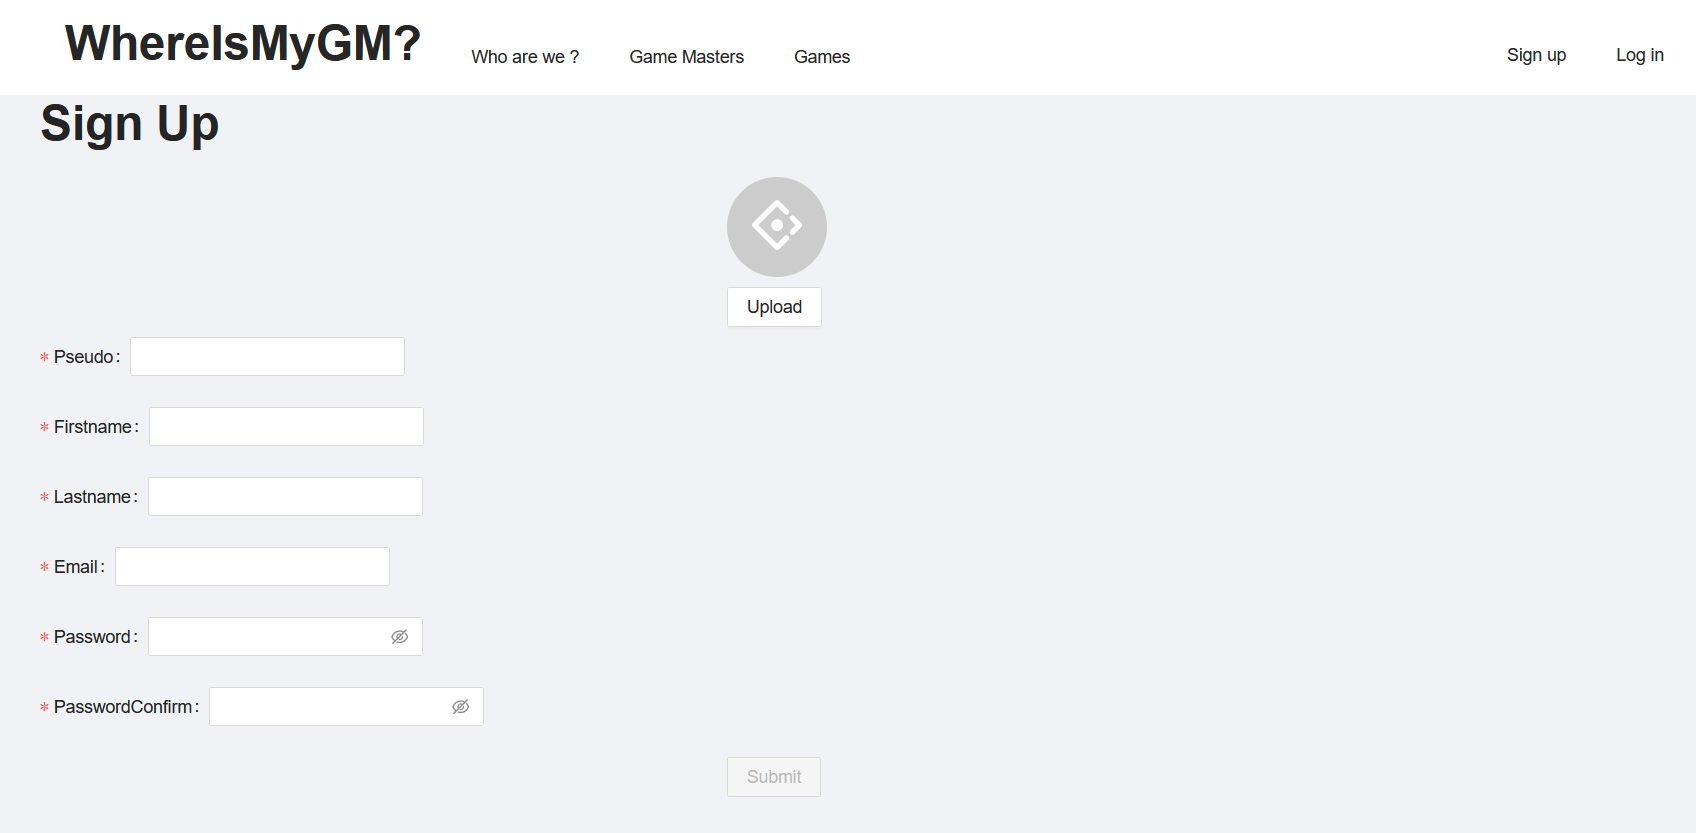 WhereIsMyGM? Who are we ? Game Masters Games Sign up Log in
Sign Up
Upload
* Pseudo:
* Firstname:
* Lastname:
* Email:
* Password:
* PasswordConfirm:
Submit